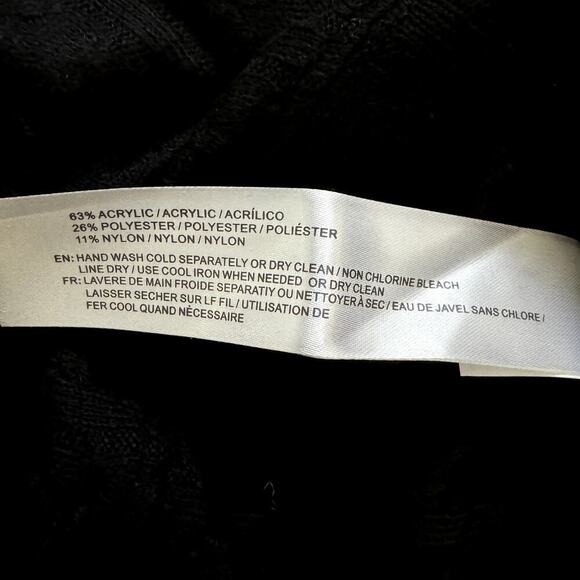 63% ACRYLIC / ACRYLIC / ACRÍLICO
26% POLYESTER / POLYESTER / POLIÉSTER
11% NYLON / NYLON / NYLON
EN: HAND WASH COLD SEPARATELY OR DRY CLEAN / NON CHLORINE BLEACH
LINE DRY / USE COOL IRON WHEN NEEDED OR DRY CLEAN
FR: LAVERE DE MAIN FROIDE SEPARATIY OU NETTOYER À SEC / EAU DE JAVEL SANS CHLORE /
LAISSER SECHER SUR LF FIL / UTILISATION DE
FER COOL QUAND NÉCESSAIRE